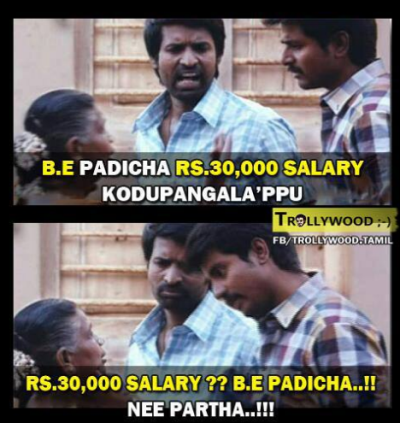 B.E PADICHA RS.30,000 SALARY
KODUPANGALA'PPU
TROLLYWOOD ;-)
FB/TROLLYWOOD.TAMIL
RS.30,000 SALARY ?? B.E PADICHA..!!
NEE PARTHA..!!!